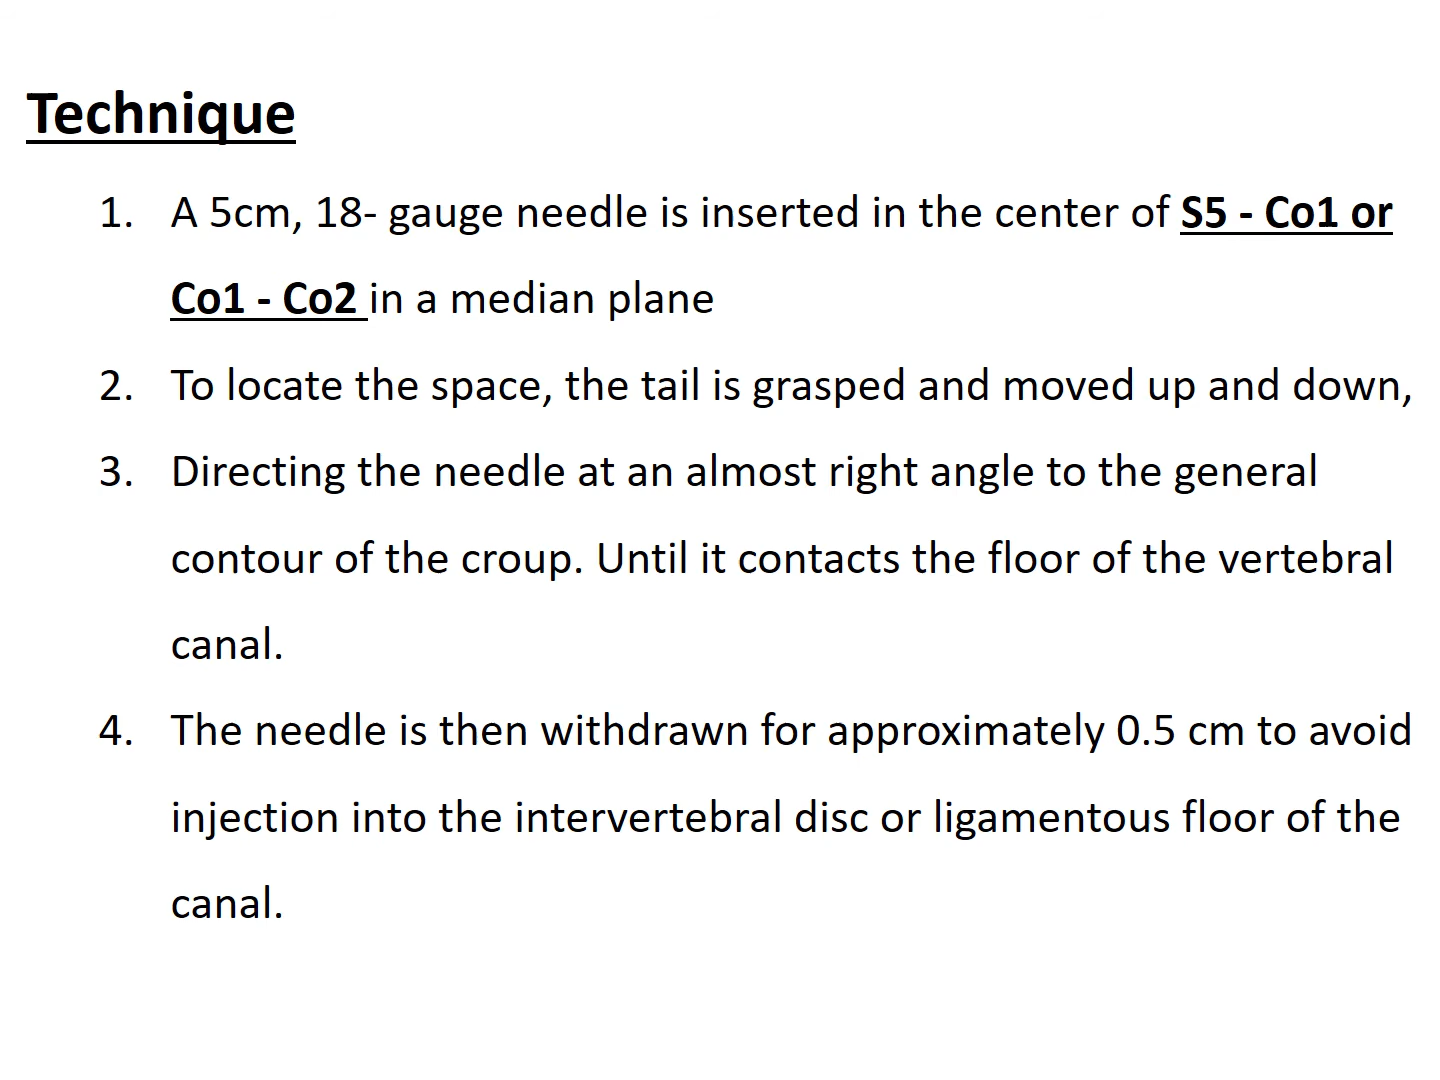 Technique
1. A 5cm, 18- gauge needle is inserted in the center of S5 - Co1 or
Co1 - Co2 in a median plane
2. To locate the space, the tail is grasped and moved up and down,
3. Directing the needle at an almost right angle to the general
contour of the croup. Until it contacts the floor of the vertebral
canal.
4. The needle is then withdrawn for approximately 0.5 cm to avoid
injection into the intervertebral disc or ligamentous floor of the
canal.